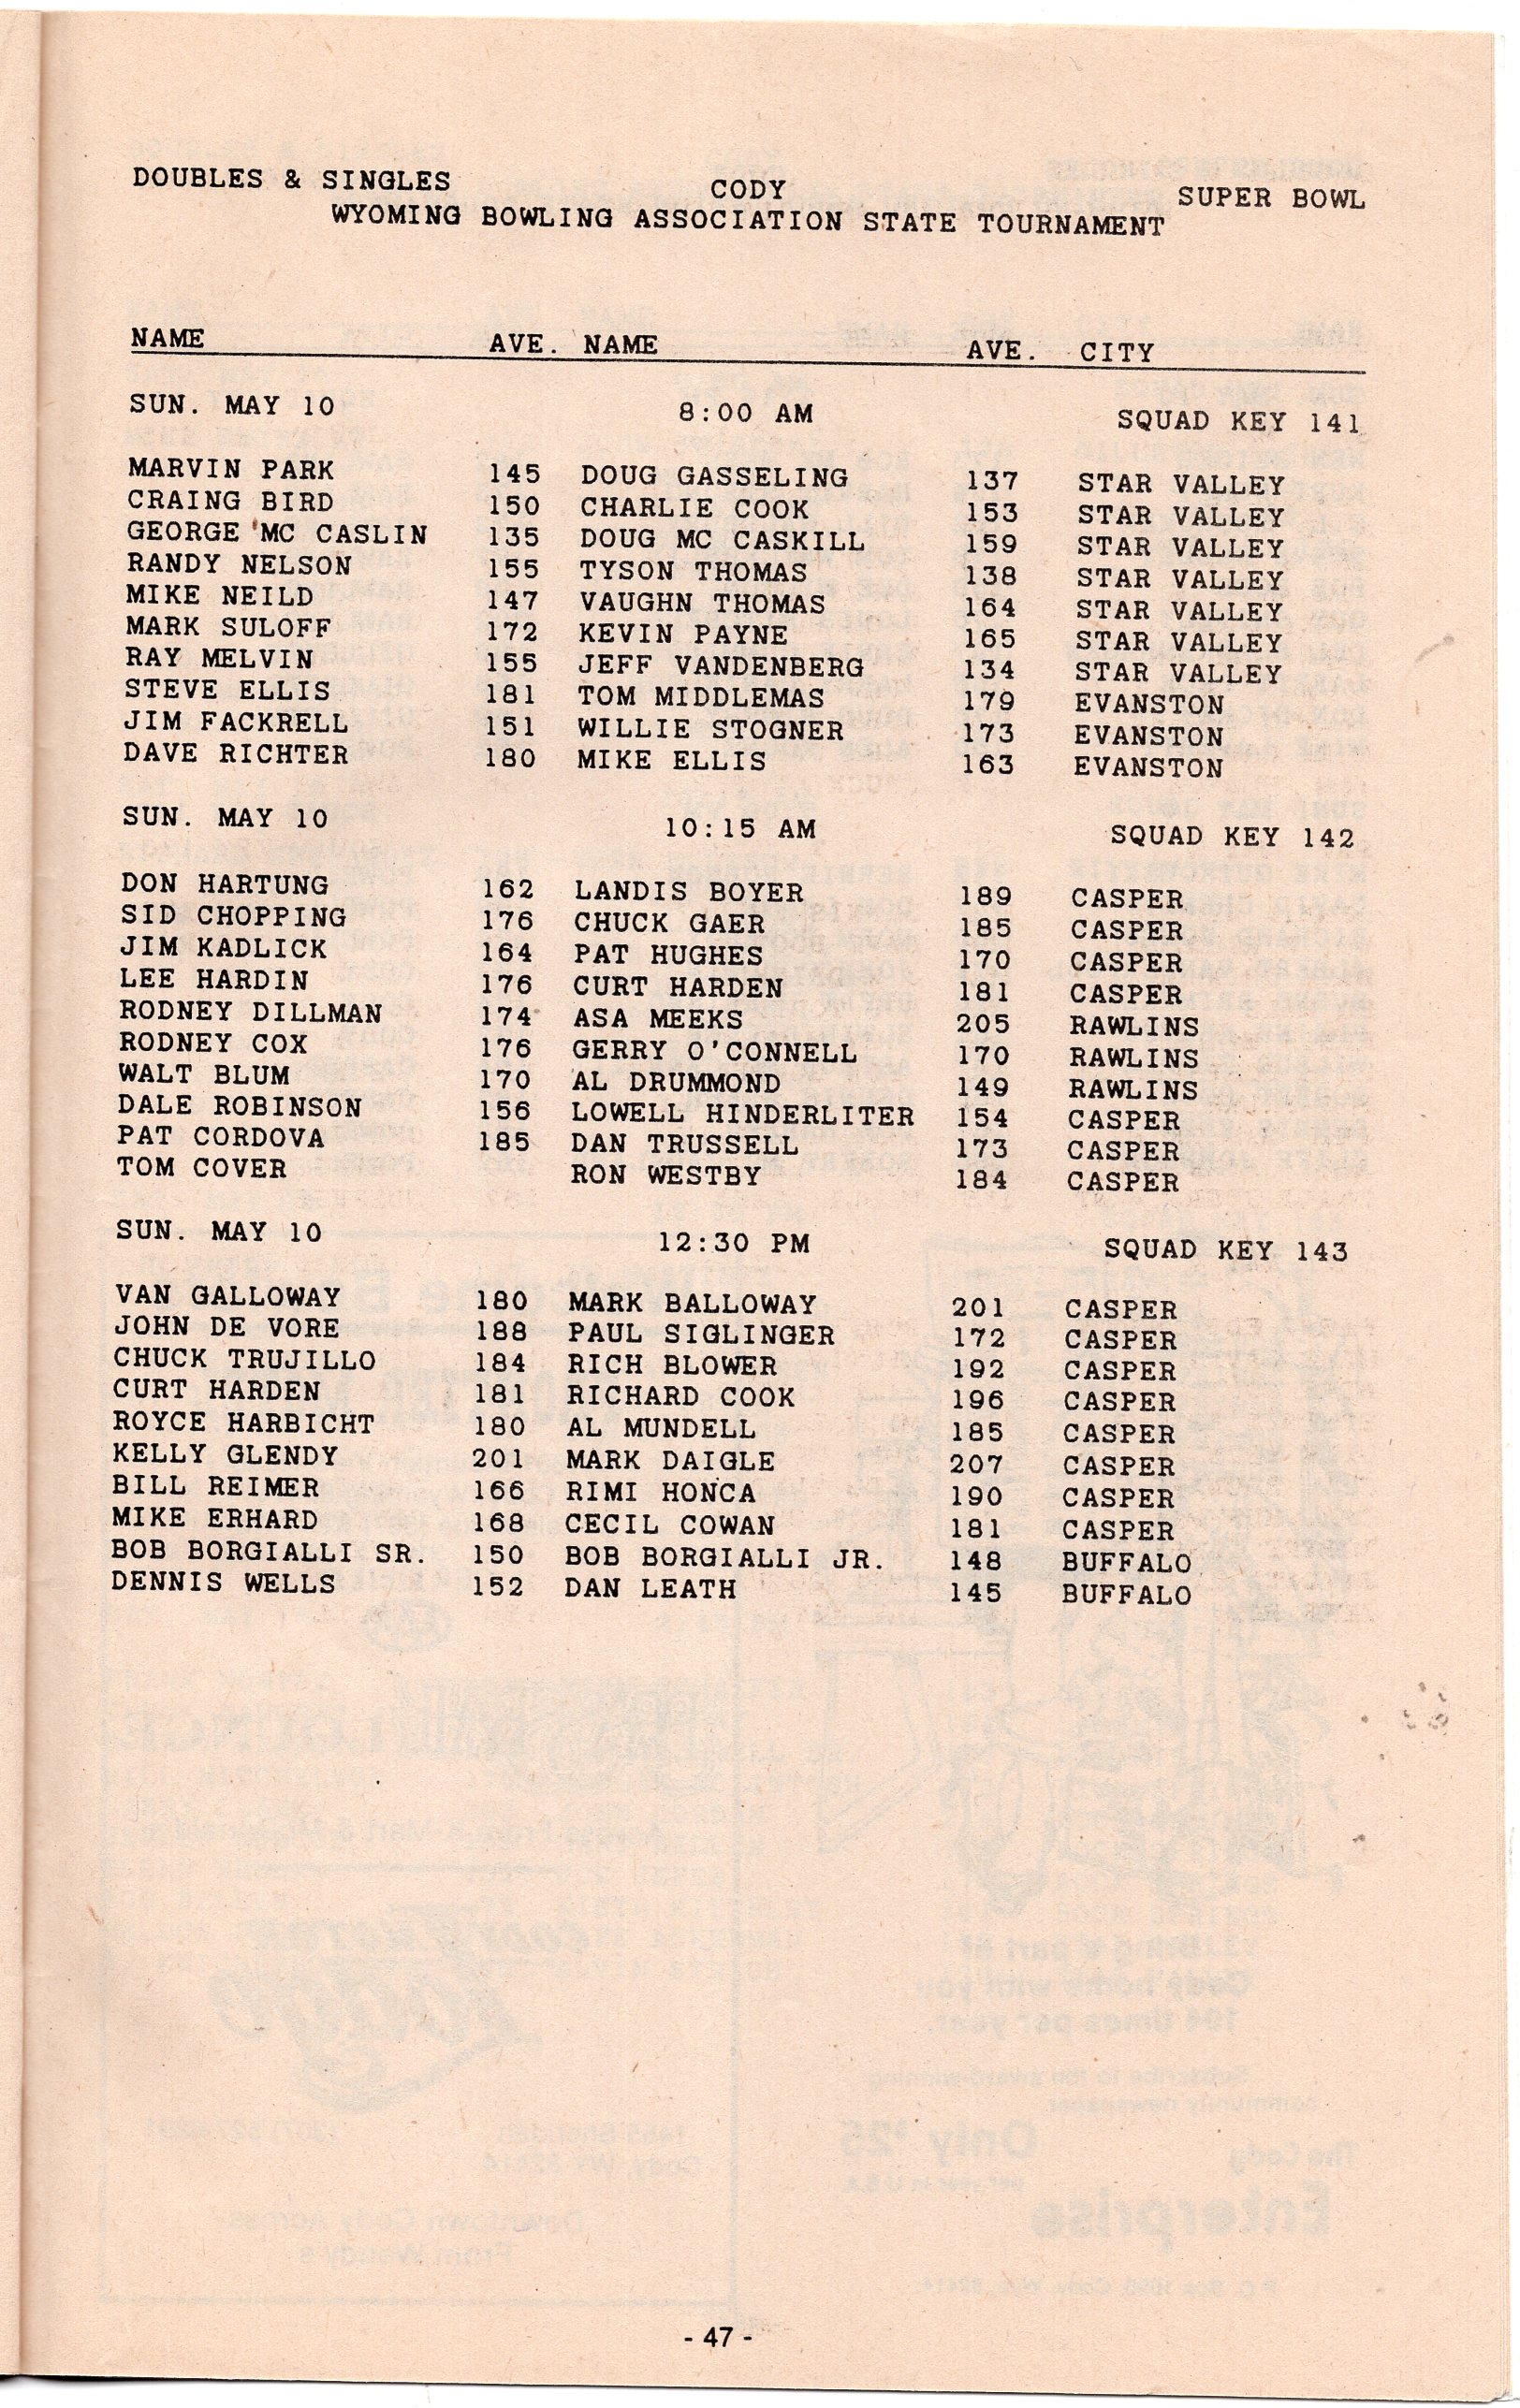 DOUBLES & SINGLES CODY SUPER BOWL
WYOMING BOWLING ASSOCIATION STATE TOURNAMENT
NAME AVE. NAME AVE. CITY
SUN. MAY 10 8:00 AM SQUAD KEY 141
MARVIN PARK 145 DOUG GASSELING 137 STAR VALLEY
CRAING BIRD 150 CHARLIE COOK 153 STAR VALLEY
GEORGE MC CASLIN 135 DOUG MC CASKILL 159 STAR VALLEY
RANDY NELSON 155 TYSON THOMAS 138 STAR VALLEY
MIKE NEILD 147 VAUGHN THOMAS 164 STAR VALLEY
MARK SULOFF 172 KEVIN PAYNE 165 STAR VALLEY
RAY MELVIN 155 JEFF VANDENBERG 134 STAR VALLEY
STEVE ELLIS 181 TOM MIDDLEMAS 179 EVANSTON
JIM FACKRELL 151 WILLIE STOGNER 173 EVANSTON
DAVE RICHTER 180 MIKE ELLIS 163 EVANSTON
SUN. MAY 10 10:15 AM SQUAD KEY 142
DON HARTUNG 162 LANDIS BOYER 189 CASPER
SID CHOPPING 176 CHUCK GAER 185 CASPER
JIM KADLICK 164 PAT HUGHES 170 CASPER
LEE HARDIN 176 CURT HARDEN 181 CASPER
RODNEY DILLMAN 174 ASA MEEKS 205 RAWLINS
RODNEY COX 176 GERRY O'CONNELL 170 RAWLINS
WALT BLUM 170 AL DRUMMOND 149 RAWLINS
DALE ROBINSON 156 LOWELL HINDERLITER 154 CASPER
PAT CORDOVA 185 DAN TRUSSELL 173 CASPER
TOM COVER RON WESTBY 184 CASPER
SUN. MAY 10 12:30 PM SQUAD KEY 143
VAN GALLOWAY 180 MARK BALLOWAY 201 CASPER
JOHN DE VORE 188 PAUL SIGLINGER 172 CASPER
CHUCK TRUJILLO 184 RICH BLOWER 192 CASPER
CURT HARDEN 181 RICHARD COOK 196 CASPER
ROYCE HARBICHT 180 AL MUNDELL 185 CASPER
KELLY GLENDY 201 MARK DAIGLE 207 CASPER
BILL REIMER 166 RIMI HONCA 190 CASPER
MIKE ERHARD 168 CECIL COWAN 181 CASPER
BOB BORGIALLI SR. 150 BOB BORGIALLI JR. 148 BUFFALO
DENNIS WELLS 152 DAN LEATH 145 BUFFALO
- 47 -